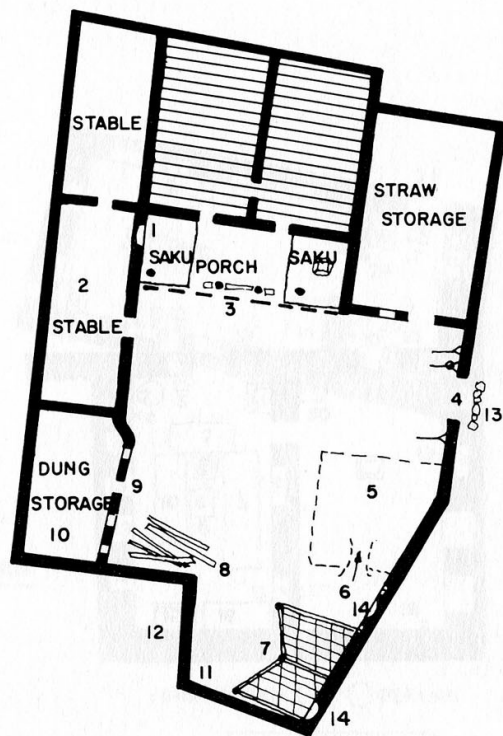 STABLE
STRAW
STORAGE
1
SAKU
PORCH
SAKU
2
STABLE
3
4
13
5
9
DUNG
STORAGE
10
8
6
14
12
7
11
14